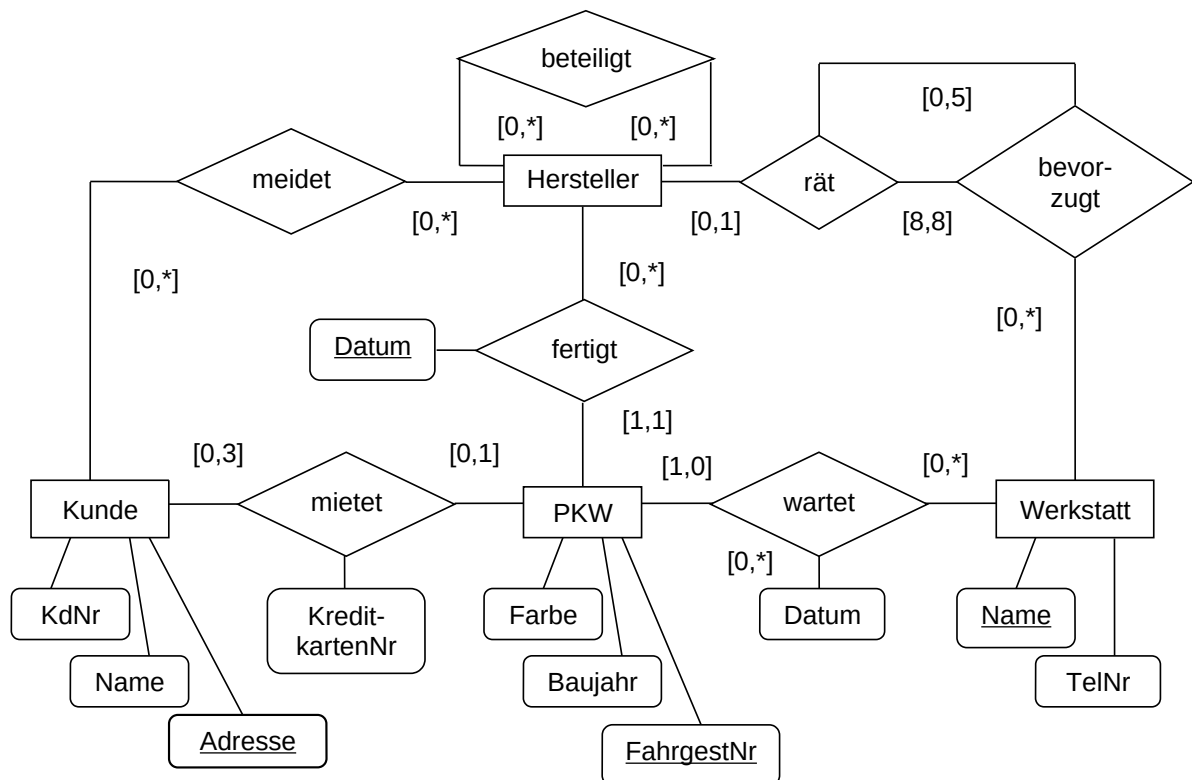 beteiligt
[0,5]
[0,*] [0,*]
meidet
Hersteller
rät
bevor-
zugt
[0,*]
[0,1]
[8,8]
[0,*]
[0,*]
[0,*]
Datum
fertigt
[1,1]
[0,3]
[0,1]
[1,0]
[0,*]
Kunde
mietet
PKW
wartet
Werkstatt
[0,*]
KdNr
Kredit-
kartenNr
Farbe
Datum
Name
Name
Baujahr
TelNr
Adresse
FahrgestNr